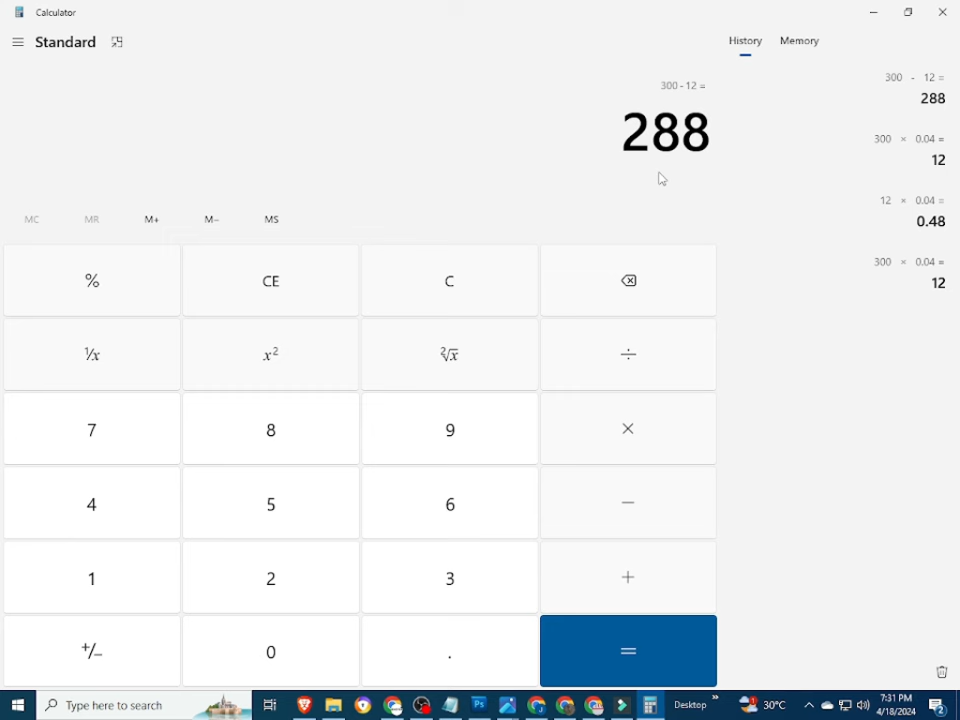 Calculator
Standard
History Memory
300 - 12 =
288
300 - 12 =
288
300 × 0.04 =
12
12 × 0.04 =
0.48
300 × 0.04 =
12
MC MR M+ M− MS
% CE C
1/x x² ²√x ÷
7 8 9 ×
4 5 6 −
1 2 3 +
+/− 0 . =
Type here to search
Desktop
30°C
7:31 PM
4/18/2024
2